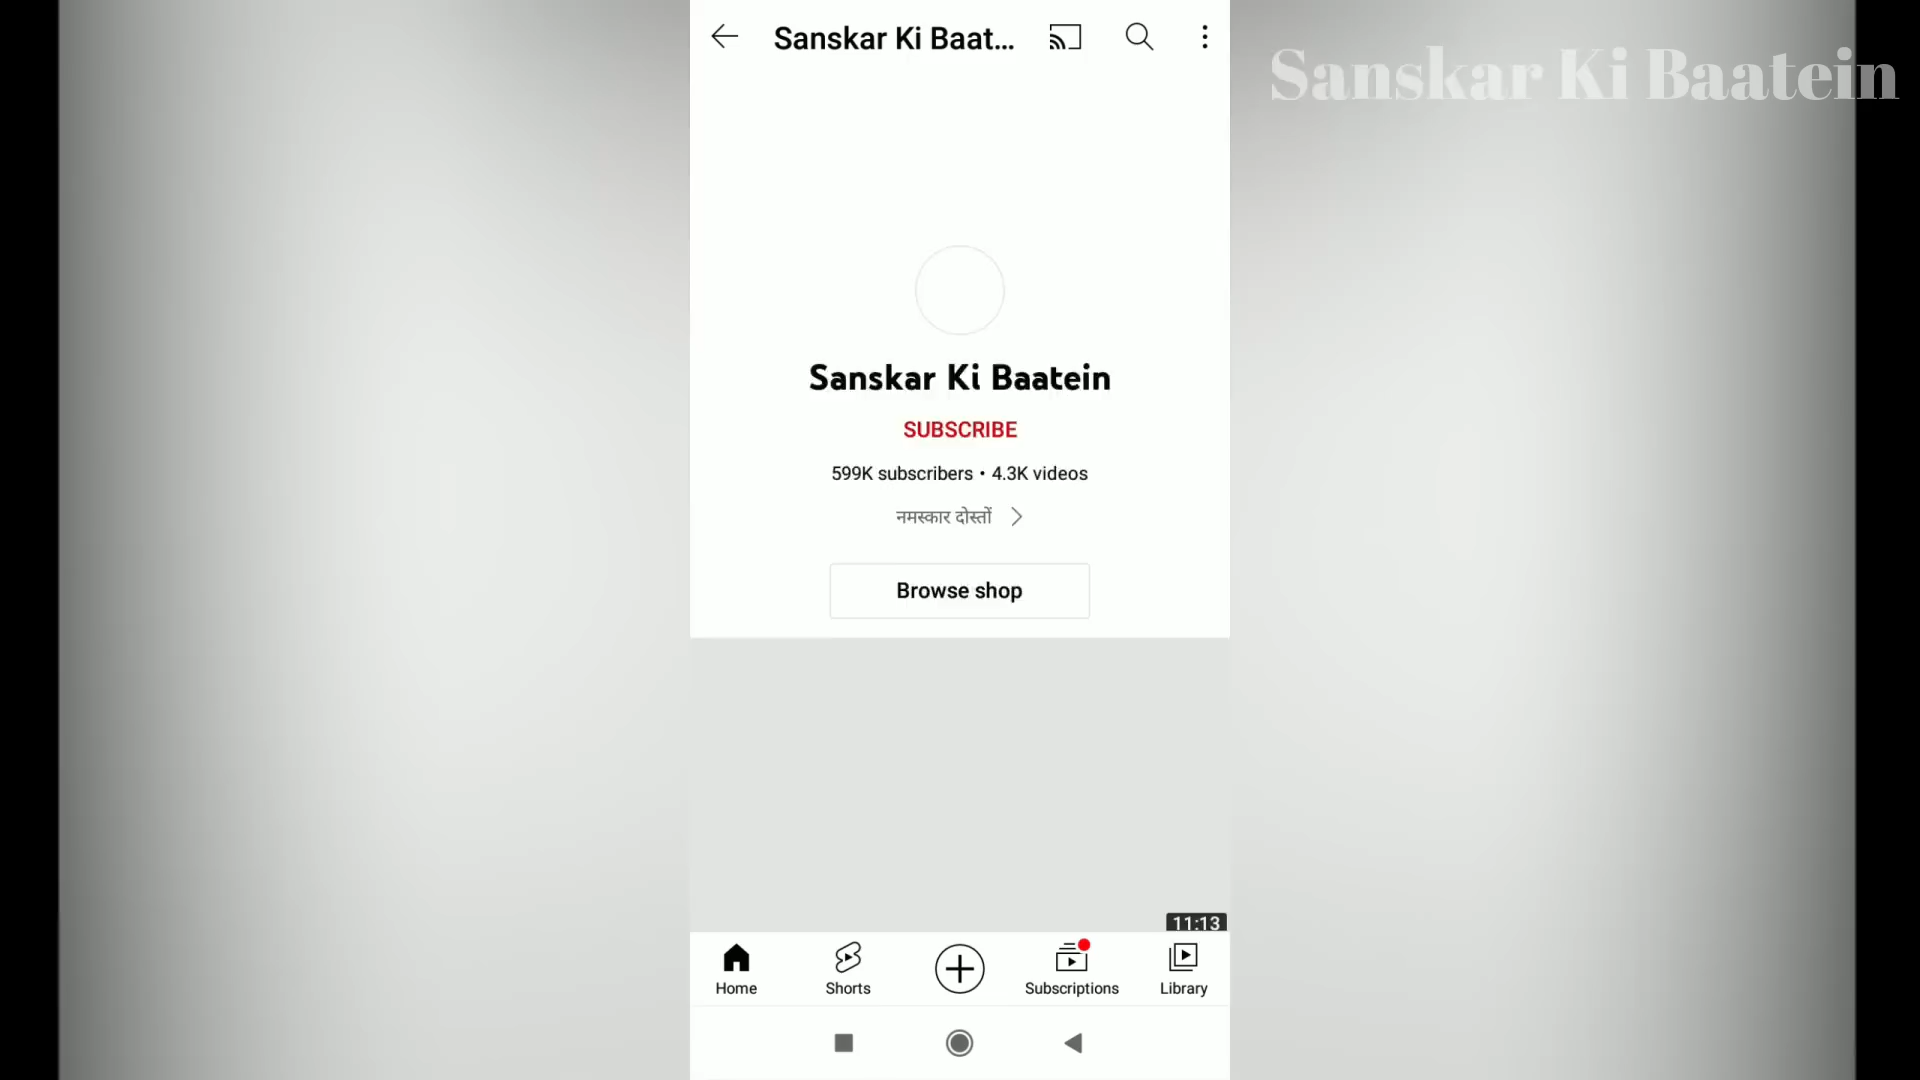 Sanskar Ki Baat...
Sanskar Ki Baatein
Sanskar Ki Baatein
SUBSCRIBE
599K subscribers • 4.3K videos
नमस्कार दोस्तों
Browse shop
11:13
Home
Shorts
Subscriptions
Library